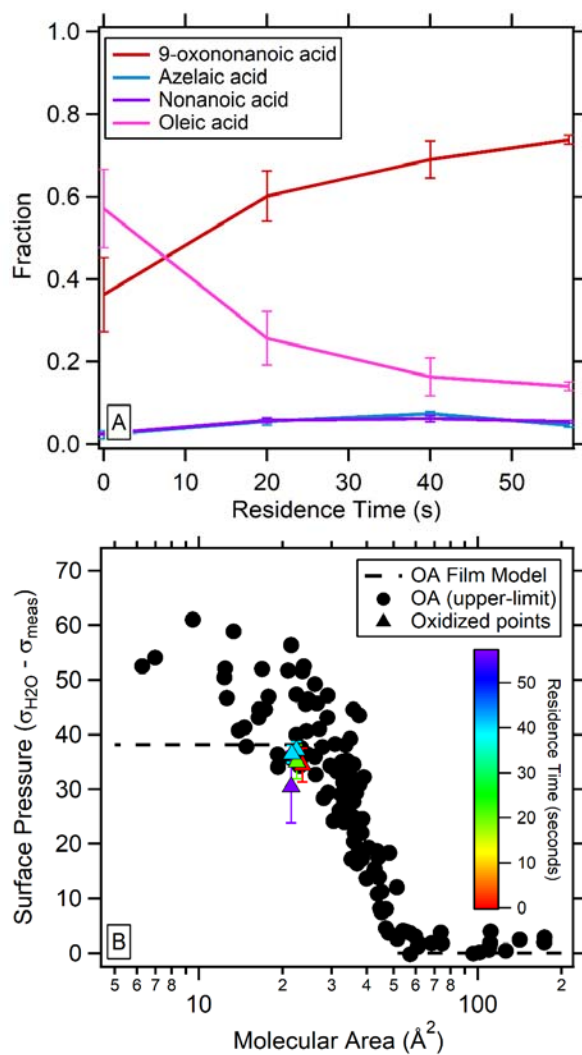 1.0
0.8
0.6
0.4
0.2
0.0
Fraction
9-oxononanoic acid
Azelaic acid
Nonanoic acid
Oleic acid
A
0 10 20 30 40 50
Residence Time (s)
70
60
50
40
30
20
10
0
Surface Pressure (σH2O - σmeas)
OA Film Model
OA (upper-limit)
Oxidized points
50
40
30
20
10
0
Residence Time (seconds)
B
5 6 7 8 10 2 3 4 5 6 7 8 100 2
Molecular Area (Å²)